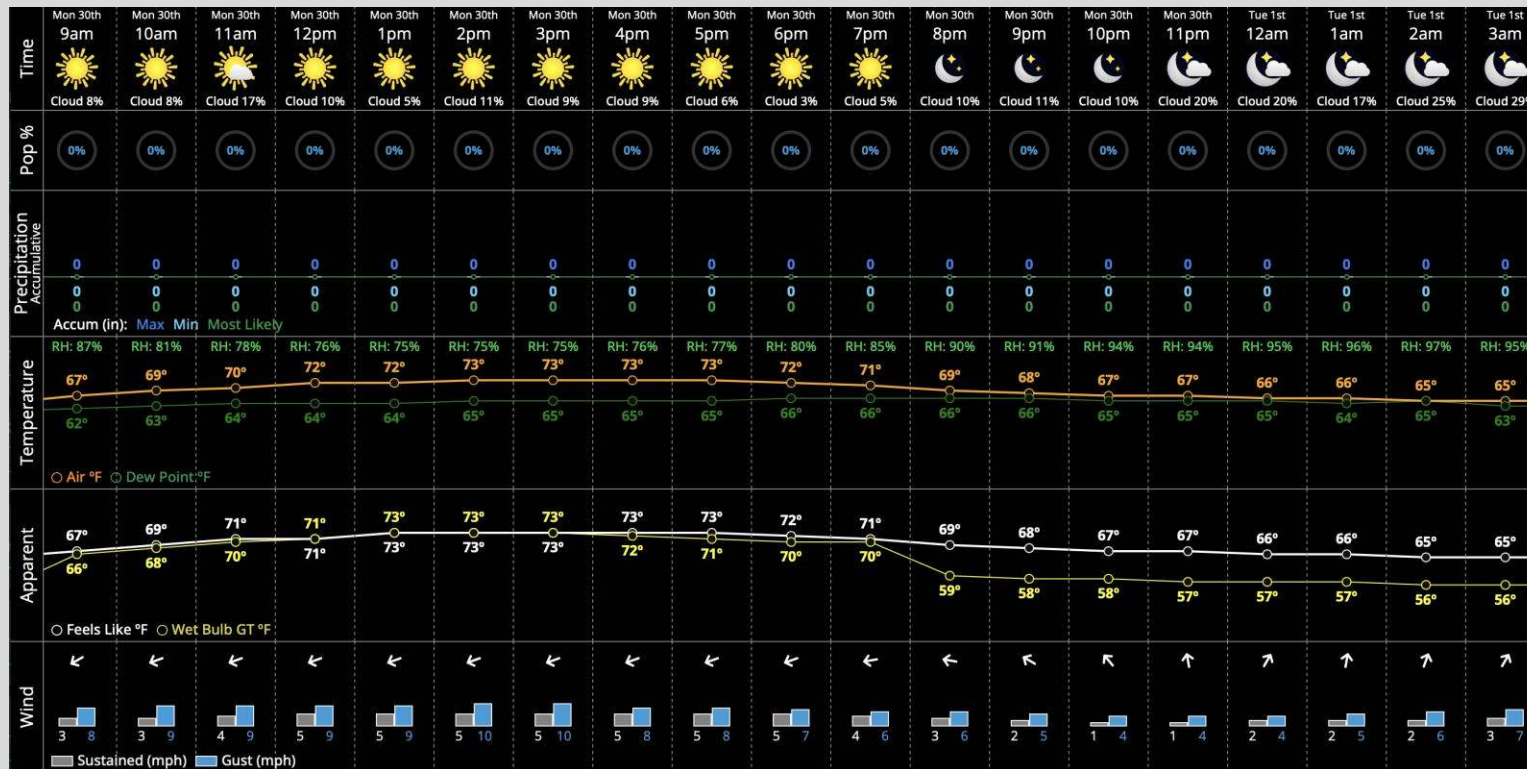 Time
Mon 30th Mon 30th Mon 30th Mon 30th Mon 30th Mon 30th Mon 30th Mon 30th Mon 30th Mon 30th Mon 30th Mon 30th Mon 30th Mon 30th Mon 30th Tue 1st Tue 1st Tue 1st Tue 1st
9am 10am 11am 12pm 1pm 2pm 3pm 4pm 5pm 6pm 7pm 8pm 9pm 10pm 11pm 12am 1am 2am 3am
Cloud 8% Cloud 8% Cloud 17% Cloud 10% Cloud 5% Cloud 11% Cloud 9% Cloud 9% Cloud 6% Cloud 3% Cloud 5% Cloud 10% Cloud 11% Cloud 10% Cloud 20% Cloud 20% Cloud 17% Cloud 25% Cloud 29%
Pop %
0% 0% 0% 0% 0% 0% 0% 0% 0% 0% 0% 0% 0% 0% 0% 0% 0% 0% 0%
Precipitation
Accumulative
0 0 0 0 0 0 0 0 0 0 0 0 0 0 0 0 0 0 0
0 0 0 0 0 0 0 0 0 0 0 0 0 0 0 0 0 0 0
0 0 0 0 0 0 0 0 0 0 0 0 0 0 0 0 0 0 0
Accum (in): Max Min Most Likely
Temperature
RH: 87% RH: 81% RH: 78% RH: 76% RH: 75% RH: 75% RH: 75% RH: 76% RH: 77% RH: 80% RH: 85% RH: 90% RH: 91% RH: 94% RH: 94% RH: 95% RH: 96% RH: 97% RH: 95%
67° 69° 70° 72° 72° 73° 73° 73° 73° 72° 71° 69° 68° 67° 67° 66° 66° 65° 65°
62° 63° 64° 64° 64° 65° 65° 65° 65° 66° 66° 66° 66° 65° 65° 65° 64° 65° 63°
Air °F Dew Point °F
Apparent
67° 69° 71° 71° 73° 73° 73° 73° 73° 72° 71° 69° 68° 67° 67° 66° 66° 65° 65°
66° 68° 70° 71° 73° 73° 73° 72° 71° 70° 70° 59° 58° 58° 57° 57° 57° 56° 56°
Feels Like °F Wet Bulb GT °F
Wind
3 8 3 9 4 9 5 9 5 9 5 10 5 10 5 8 5 8 5 7 4 6 3 6 2 5 1 4 1 4 2 4 2 5 2 6 3 7
Sustained (mph) Gust (mph)